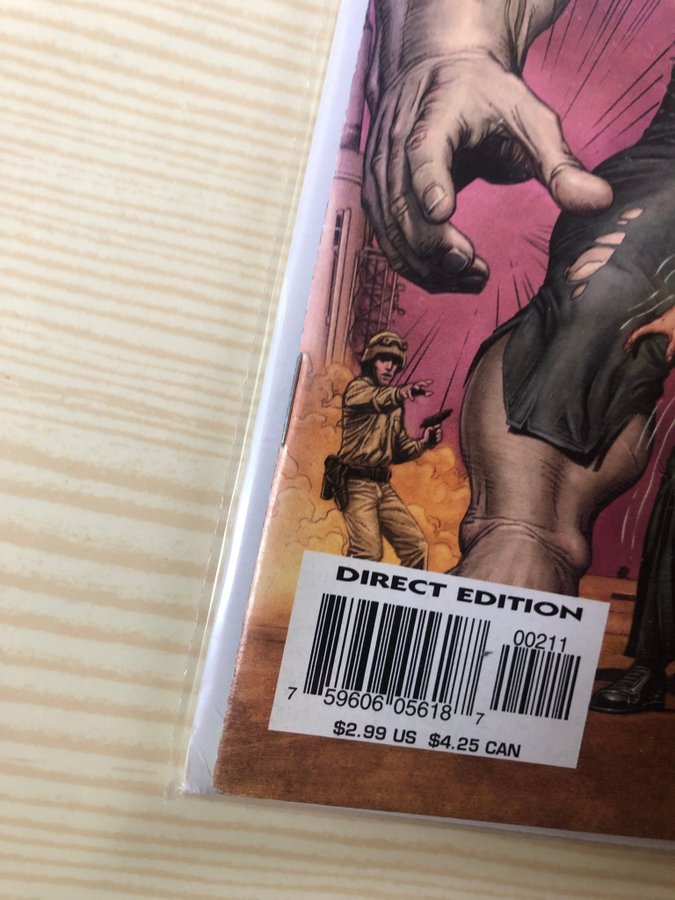 DIRECT EDITION
00211
7 59606 05618 7
$2.99 US $4.25 CAN